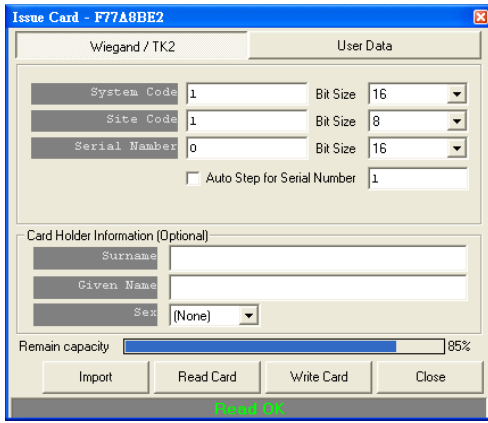 Issue Card - F77A8BE2
Wiegand / TK2 User Data
System Code 1 Bit Size 16
Site Code 1 Bit Size 8
Serial Number 0 Bit Size 16
Auto Step for Serial Number 1
Card Holder Information (Optional)
Surname
Given Name
Sex (None)
Remain capacity 85%
Import Read Card Write Card Close
Read OK